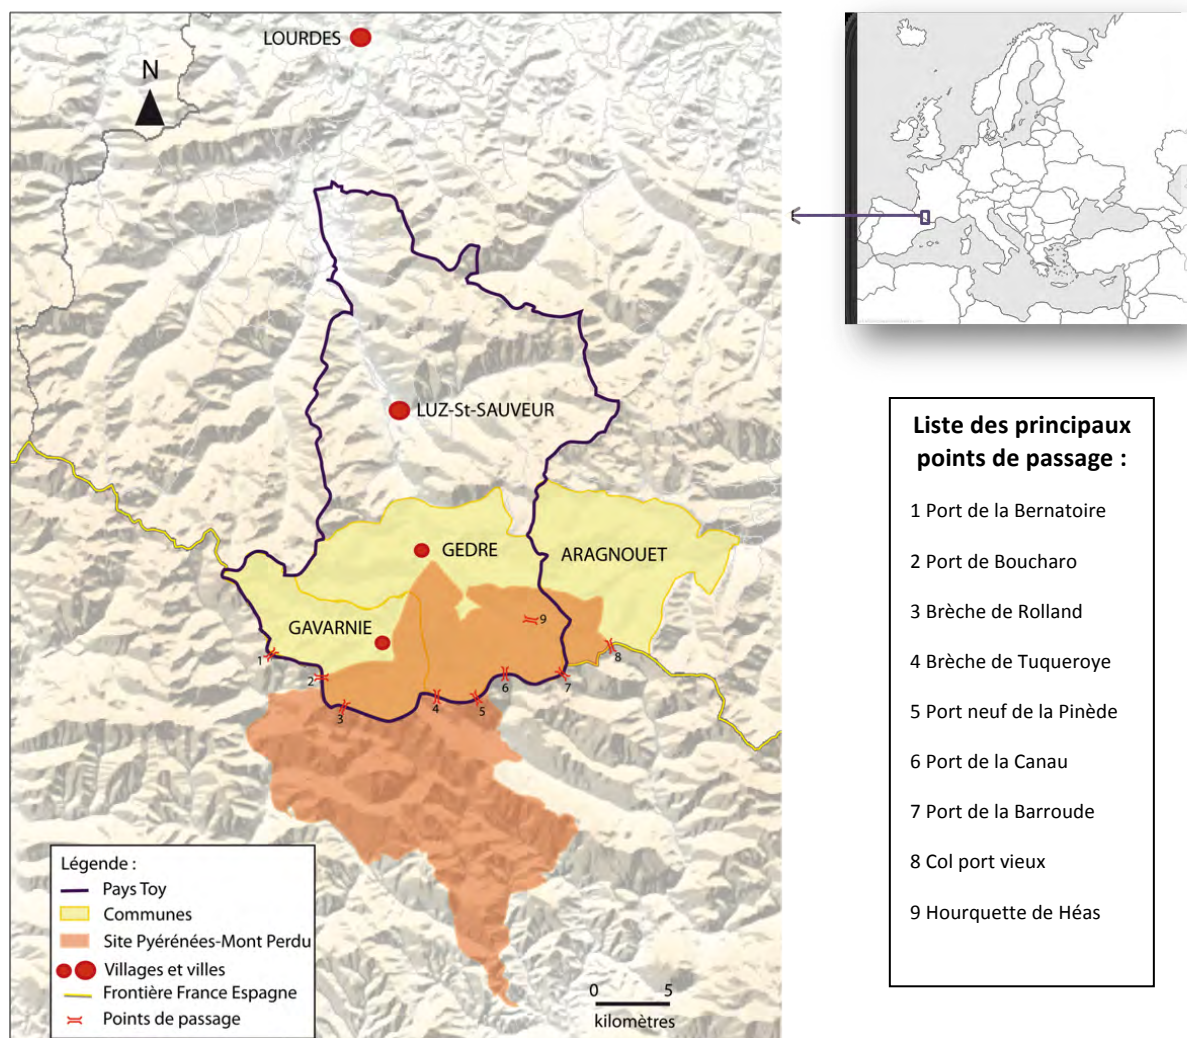 LOURDES
N
LUZ-St-SAUVEUR
GEDRE
ARAGNOUET
GAVARNIE
9
1
2
3
4
5
6
7
8
Légende :
Pays Toy
Communes
Site Pyérénées-Mont Perdu
Villages et villes
Frontière France Espagne
Points de passage
0 5
kilomètres
Liste des principaux
points de passage :
1 Port de la Bernatoire
2 Port de Boucharo
3 Brèche de Rolland
4 Brèche de Tuqueroye
5 Port neuf de la Pinède
6 Port de la Canau
7 Port de la Barroude
8 Col port vieux
9 Hourquette de Héas